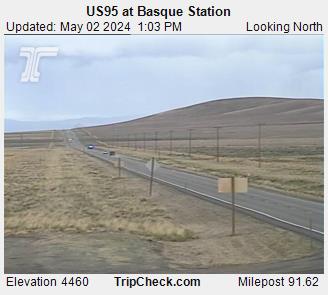 US95 at Basque Station
Updated: May 02 2024 1:03 PM Looking North
Elevation 4460 TripCheck.com Milepost 91.62